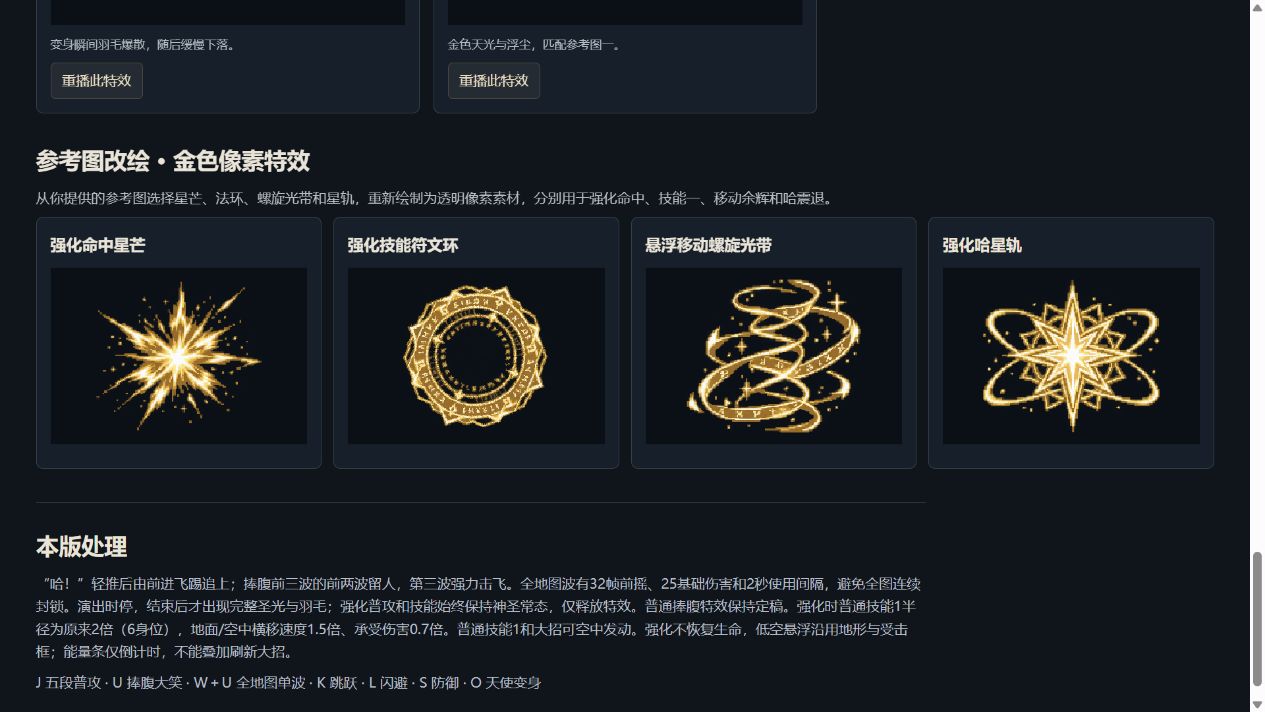 变身瞬间羽毛爆散，随后缓慢下落。
金色天光与浮尘，匹配参考图一。
重播此特效
重播此特效
参考图改绘・金色像素特效
从你提供的参考图选择星芒、法环、螺旋光带和星轨，重新绘制为透明像素素材，分别用于强化命中、技能一、移动余辉和哈震退。
强化命中星芒
强化技能符文环
悬浮移动螺旋光带
强化哈星轨
本版处理
“哈！”轻推后由前进飞踢追上；捧腹前三波的前两波留人，第三波强力击飞。全地图波有32帧前摇、25基础伤害和2秒使用间隔，避免全图连续
封锁。演出时停，结束后才出现完整圣光与羽毛；强化普攻和技能始终保持神圣常态，仅释放特效。普通捧腹特效保持定稿。强化时普通技能1半
径为原来2倍（6身位），地面/空中横移速度1.5倍、承受伤害0.7倍。普通技能1和大招可空中发动。强化不恢复生命，低空悬浮沿用地形与受击
框；能量条仅倒计时，不能叠加刷新大招。
J 五段普攻 · U 捧腹大笑 · W + U 全地图单波 · K 跳跃 · L 闪避 · S 防御 · O 天使变身